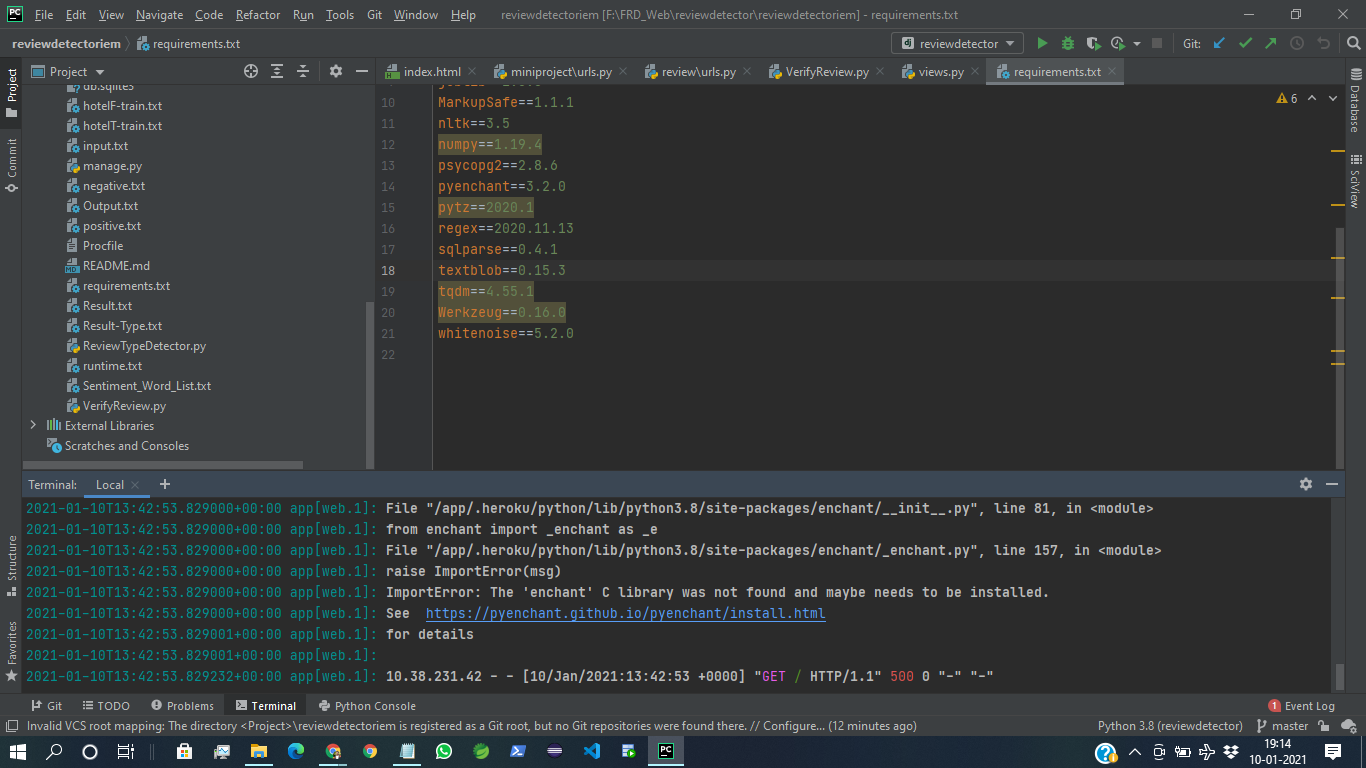 PC File Edit View Navigate Code Refactor Run Tools Git Window Help reviewdetectoriem [F:\FRD_Web\reviewdetector\reviewdetectoriem] - requirements.txt
reviewdetectoriem requirements.txt reviewdetector Git:
Project index.html miniproject\urls.py review\urls.py VerifyReview.py views.py requirements.txt
Project
Commit
Structure
Favorites
db.sqlite3
hotelF-train.txt
hotelT-train.txt
input.txt
manage.py
negative.txt
Output.txt
positive.txt
Procfile
README.md
requirements.txt
Result.txt
Result-Type.txt
ReviewTypeDetector.py
runtime.txt
Sentiment_Word_List.txt
VerifyReview.py
External Libraries
Scratches and Consoles
10 MarkupSafe==1.1.1
11 nltk==3.5
12 numpy==1.19.4
13 psycopg2==2.8.6
14 pyenchant==3.2.0
15 pytz==2020.1
16 regex==2020.11.13
17 sqlparse==0.4.1
18 textblob==0.15.3
19 tqdm==4.55.1
20 Werkzeug==0.16.0
21 whitenoise==5.2.0
22
6
Database
SciView
Terminal: Local
2021-01-10T13:42:53.829000+00:00 app[web.1]: File "/app/.heroku/python/lib/python3.8/site-packages/enchant/__init__.py", line 81, in <module>
2021-01-10T13:42:53.829000+00:00 app[web.1]: from enchant import _enchant as _e
2021-01-10T13:42:53.829000+00:00 app[web.1]: File "/app/.heroku/python/lib/python3.8/site-packages/enchant/_enchant.py", line 157, in <module>
2021-01-10T13:42:53.829000+00:00 app[web.1]: raise ImportError(msg)
2021-01-10T13:42:53.829000+00:00 app[web.1]: ImportError: The 'enchant' C library was not found and maybe needs to be installed.
2021-01-10T13:42:53.829000+00:00 app[web.1]: See  https://pyenchant.github.io/pyenchant/install.html
2021-01-10T13:42:53.829001+00:00 app[web.1]: for details
2021-01-10T13:42:53.829001+00:00 app[web.1]:
2021-01-10T13:42:53.829232+00:00 app[web.1]: 10.38.231.42 - - [10/Jan/2021:13:42:53 +0000] "GET / HTTP/1.1" 500 0 "-" "-"
Git TODO Problems Terminal Python Console 1 Event Log
Invalid VCS root mapping: The directory <Project>\reviewdetectoriem is registered as a Git root, but no Git repositories were found there. // Configure... (12 minutes ago) Python 3.8 (reviewdetector) master
PC
19:14
10-01-2021